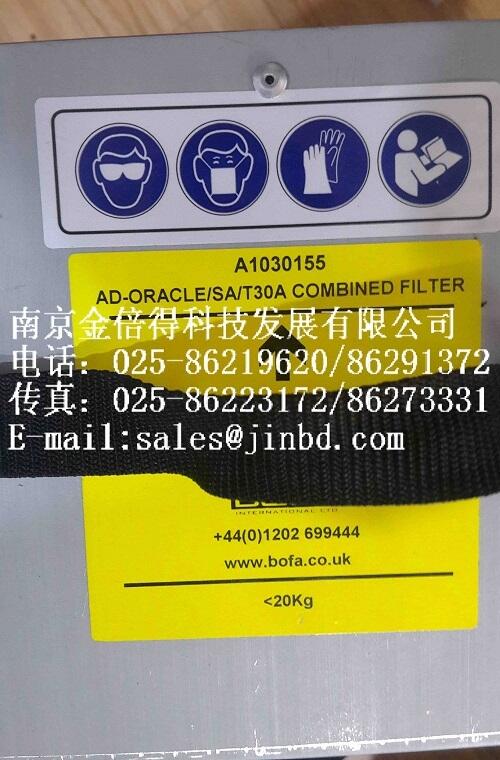 A1030155
AD-ORACLE/SA/T30A COMBINED FILTER
南京金倍得科技发展有限公司
电话：025-86219620/86291372
传真：025-86223172/86273331
E-mail:sales@jinbd.com
INTERNATIONAL LTD
+44(0)1202 699444
www.bofa.co.uk
<20Kg